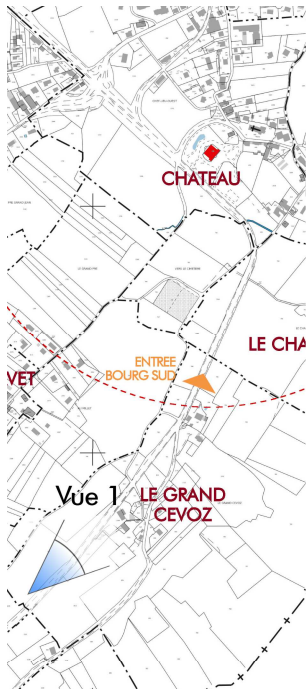 CHATEAU
LE CHA
ENTREE
BOURG SUD
VET
Vue 1
LE GRAND
CEVOZ